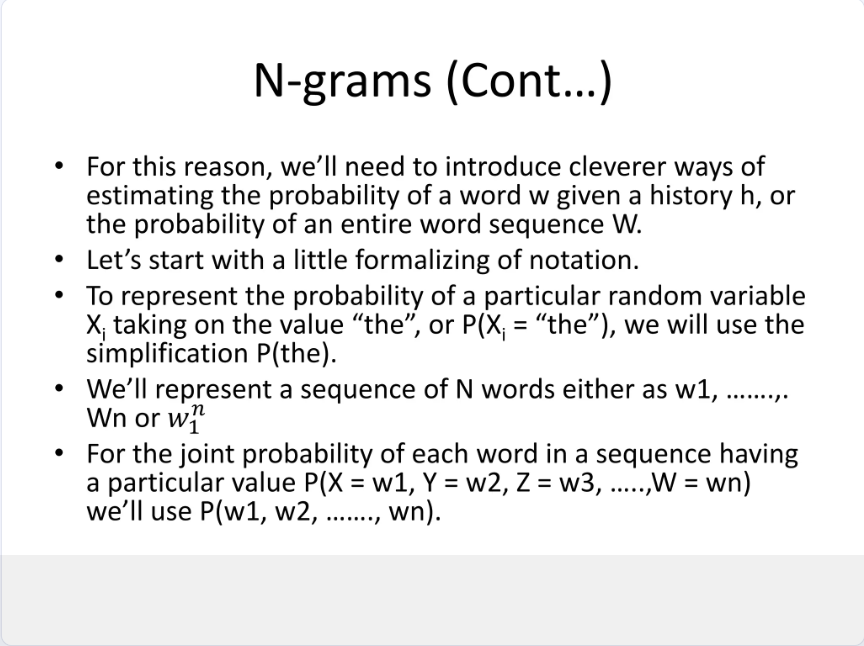 N-grams (Cont…)
• For this reason, we’ll need to introduce cleverer ways of
estimating the probability of a word w given a history h, or
the probability of an entire word sequence W.
• Let’s start with a little formalizing of notation.
• To represent the probability of a particular random variable
Xᵢ taking on the value “the”, or P(Xᵢ = “the”), we will use the
simplification P(the).
• We’ll represent a sequence of N words either as w1, …….,.
Wn or $w_1^n$
• For the joint probability of each word in a sequence having
a particular value P(X = w1, Y = w2, Z = w3, …..,W = wn)
we’ll use P(w1, w2, ……., wn).